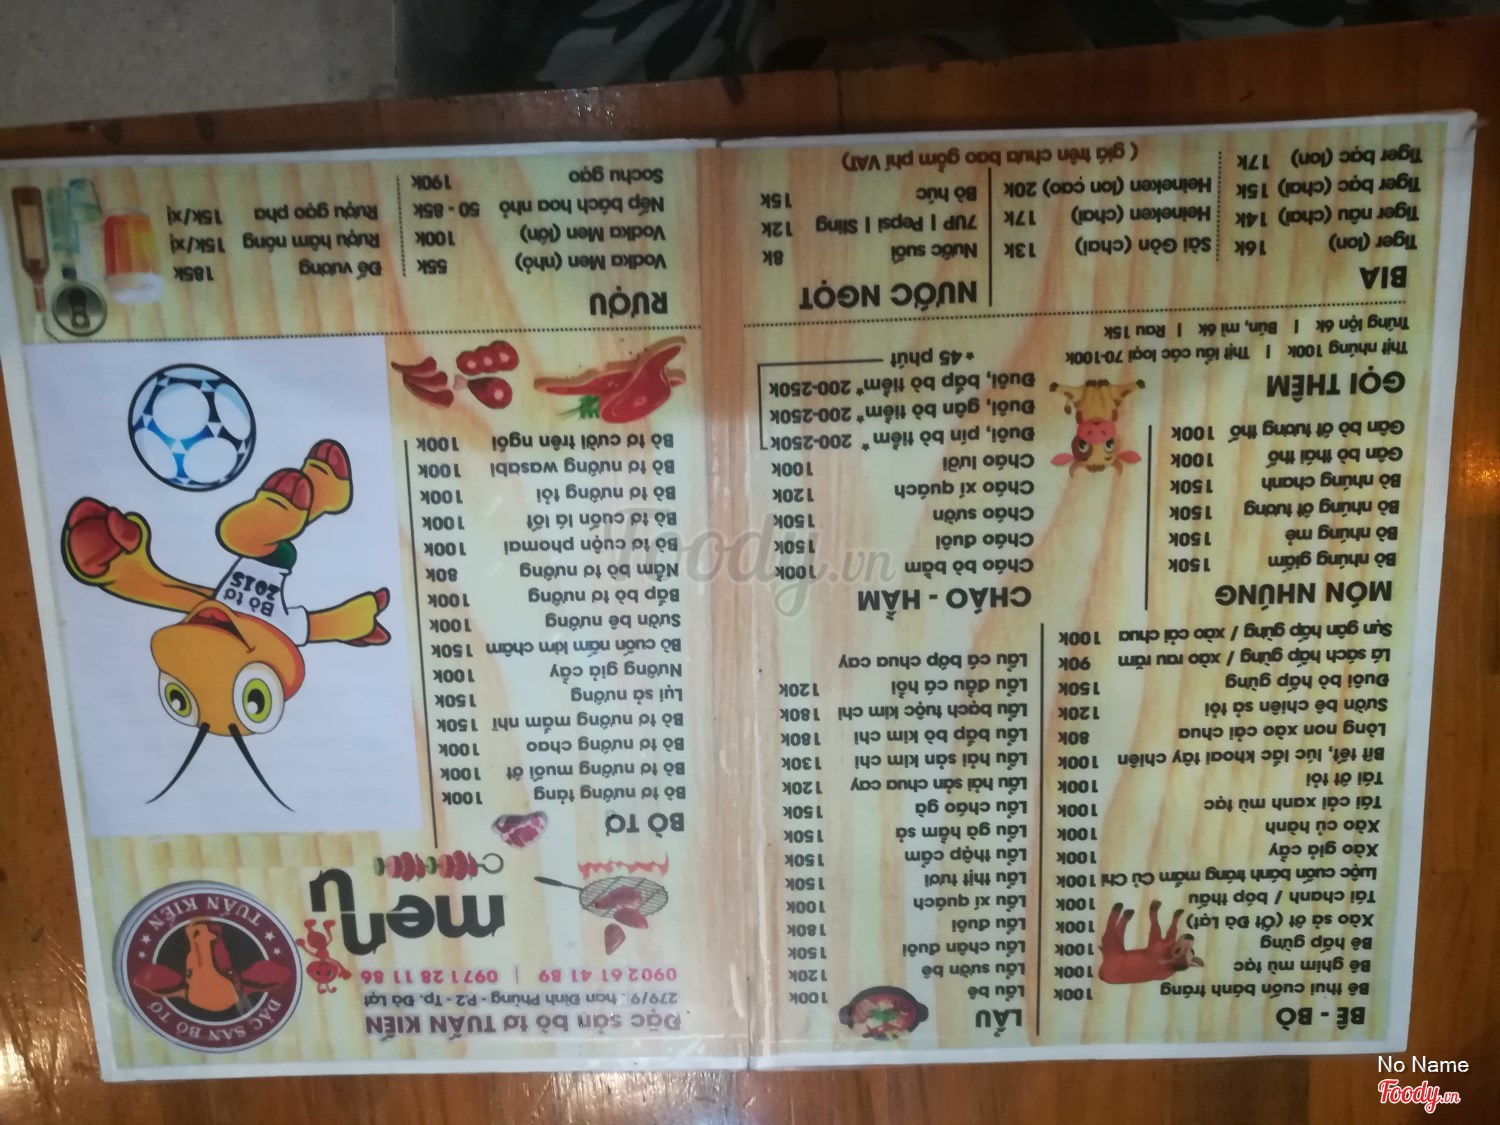 ĐẶC SẢN BÒ TƠ
TUẤN KIÊN
Đặc sản bò tơ TUẤN KIÊN
279/9 Phan Đình Phùng - P.2 - Tp. Đà Lạt
0902 61 41 89 | 0971 28 11 86
menu
BÒ TƠ
Bò tơ nướng tảng 100k
Bò tơ nướng muối ớt 100k
Bò tơ nướng chao 100k
Bò tơ nướng mắm nhĩ 150k
Lụi sả nướng 150k
Nướng giả cầy 100k
Bò cuốn nấm kim châm 150k
Sườn bê nướng 100k
Bắp bò nướng 100k
Nầm bò nướng 80k
Bò tơ cuộn phomai 100k
Bò tơ cuốn lá lốt 100k
Bò tơ nướng tỏi 100k
Bò tơ nướng wasabi 100k
Bò tơ cười trên ngói 100k
Bò tơ
2015
RƯỢU
Vodka Men (nhỏ) 55k
Vodka Men (lớn) 100k
Nếp bách hoa nhỏ 50 - 85k
Sochu gạo 190k
Đế vương 185k
Rượu hầm nóng 15k/xị
Rượu gạo pha 15k/xị
BÊ - BÒ
Bê thui cuốn bánh tráng 100k
Bê ghim mù tạc 100k
Bê hấp gừng 100k
Xào sả ớt (Ớt Đà Lạt) 100k
Tái chanh / bóp thấu 100k
Luộc cuốn bánh tráng mắm Củ Chi 100k
Xào giả cầy 100k
Xào củ hành 100k
Tái cải xanh mù tạc 100k
Tái ớt tỏi 100k
Bít tết, lúc lắc khoai tây chiên 100k
Lòng non xào cải chua 80k
Sườn bê chiên sả tỏi 120k
Đuôi bò hấp gừng 150k
Lá sách hấp gừng / xào rau răm 90k
Sụn gân hấp gừng / xào cải chua 100k
MÓN NHÚNG
Bò nhúng giấm 150k
Bò nhúng mẻ 150k
Bò nhúng ớt tương 150k
Bò nhúng chanh 150k
Gân bò thái thố 100k
Gân bò ớt tương thố 100k
GỌI THÊM
Thịt nhúng 100k | Thịt lẩu các loại 70-100k
Trứng lộn 6k | Bún, mì 6k | Rau 15k
LẨU
Lẩu bê 100k
Lẩu sườn bê 120k
Lẩu chân đuôi 150k
Lẩu đuôi 180k
Lẩu xí quách 100k
Lẩu thịt tươi 150k
Lẩu thập cẩm 150k
Lẩu gà hầm sả 150k
Lẩu cháo gà 150k
Lẩu hải sản chua cay 120k
Lẩu hải sản kim chi 130k
Lẩu bắp bò kim chi 180k
Lẩu bạch tuộc kim chi 180k
Lẩu đầu cá hồi 120k
Lẩu cá bớp chua cay
CHÁO - HẦM
Cháo bò bằm 100k
Cháo đuôi 150k
Cháo sườn 150k
Cháo xí quách 120k
Cháo lưỡi 100k
Đuôi, pín bò tiềm* 200-250k
Đuôi, gân bò tiềm* 200-250k
Đuôi, bắp bò tiềm* 200-250k
* 45 phút
BIA
Tiger (lon) 16k
Tiger nâu (chai) 14k
Tiger bạc (chai) 15k
Tiger bạc (lon) 17k
Sài Gòn (chai) 13k
Heineken (chai) 17k
Heineken (lon cao) 20k
NƯỚC NGỌT
Nước suối 8k
7UP | Pepsi | Sting 12k
Bò húc 15k
( giá trên chưa bao gồm phí VAT)
Foody.vn
No Name
Foody.vn